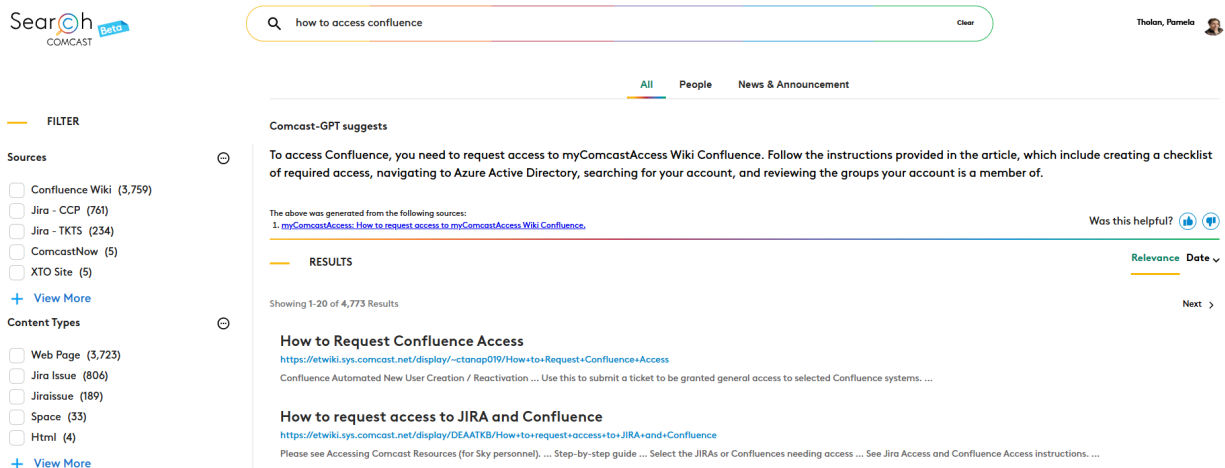 Search Beta
COMCAST
how to access confluence
Clear
Tholan, Pamela
All People News & Announcement
FILTER
Sources
Confluence Wiki (3,759)
Jira - CCP (761)
Jira - TKTS (234)
ComcastNow (5)
XTO Site (5)
+ View More
Content Types
Web Page (3,723)
Jira Issue (806)
Jiraissue (189)
Space (33)
Html (4)
+ View More
Comcast-GPT suggests
To access Confluence, you need to request access to myComcastAccess Wiki Confluence. Follow the instructions provided in the article, which include creating a checklist
of required access, navigating to Azure Active Directory, searching for your account, and reviewing the groups your account is a member of.
The above was generated from the following sources:
1. myComcastAccess: How to request access to myComcastAccess Wiki Confluence.
Was this helpful?
RESULTS
Relevance Date
Showing 1-20 of 4,773 Results
Next >
How to Request Confluence Access
https://etwiki.sys.comcast.net/display/~ctanap019/How+to+Request+Confluence+Access
Confluence Automated New User Creation / Reactivation ... Use this to submit a ticket to be granted general access to selected Confluence systems. ...
How to request access to JIRA and Confluence
https://etwiki.sys.comcast.net/display/DEAATKB/How+to+request+access+to+JIRA+and+Confluence
Please see Accessing Comcast Resources (for Sky personnel). ... Step-by-step guide ... Select the JIRAs or Confluences needing access ... See Jira Access and Confluence Access instructions. ...